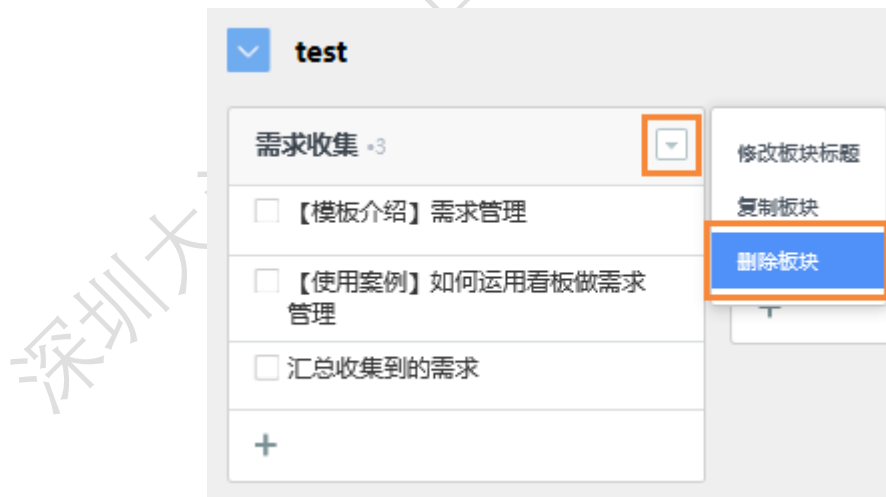 test
需求收集 •3
【模板介绍】需求管理
【使用案例】如何运用看板做需求
管理
汇总收集到的需求
修改板块标题
复制板块
删除板块
深圳大